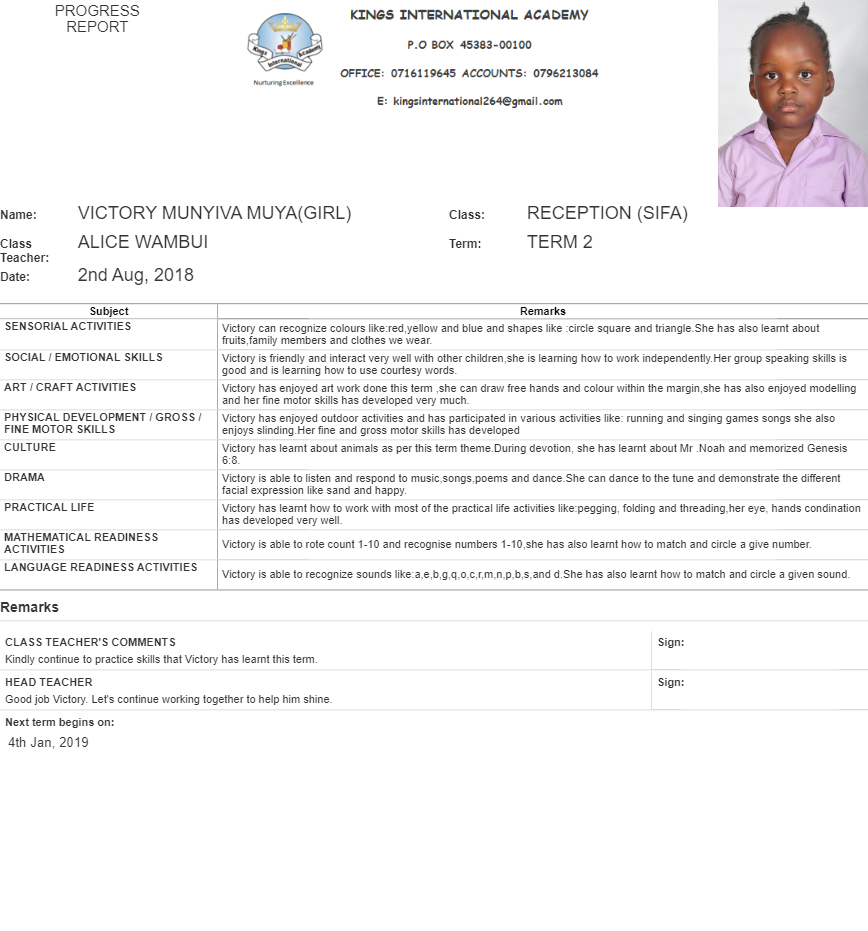 PROGRESS
REPORT
KINGS INTERNATIONAL ACADEMY
P.O BOX 45383-00100
OFFICE: 0716119645 ACCOUNTS: 0796213084
E: kingsinternational264@gmail.com
Kings International Academy
Nurturing Excellence
Name: VICTORY MUNYIVA MUYA(GIRL) Class: RECEPTION (SIFA)
Class Teacher: ALICE WAMBUI Term: TERM 2
Date: 2nd Aug, 2018
Subject Remarks
SENSORIAL ACTIVITIES
Victory can recognize colours like:red,yellow and blue and shapes like :circle square and triangle.She has also learnt about
fruits,family members and clothes we wear.
SOCIAL / EMOTIONAL SKILLS
Victory is friendly and interact very well with other children,she is learning how to work independently.Her group speaking skills is
good and is learning how to use courtesy words.
ART / CRAFT ACTIVITIES
Victory has enjoyed art work done this term ,she can draw free hands and colour within the margin,she has also enjoyed modelling
and her fine motor skills has developed very much.
PHYSICAL DEVELOPMENT / GROSS /
FINE MOTOR SKILLS
Victory has enjoyed outdoor activities and has participated in various activities like: running and singing games songs she also
enjoys slinding.Her fine and gross motor skills has developed
CULTURE
Victory has learnt about animals as per this term theme.During devotion, she has learnt about Mr .Noah and memorized Genesis
6:8.
DRAMA
Victory is able to listen and respond to music,songs,poems and dance.She can dance to the tune and demonstrate the different
facial expression like sand and happy.
PRACTICAL LIFE
Victory has learnt how to work with most of the practical life activities like:pegging, folding and threading,her eye, hands condination
has developed very well.
MATHEMATICAL READINESS
ACTIVITIES
Victory is able to rote count 1-10 and recognise numbers 1-10,she has also learnt how to match and circle a give number.
LANGUAGE READINESS ACTIVITIES
Victory is able to recognize sounds like:a,e,b,g,q,o,c,r,m,n,p,b,s,and d.She has also learnt how to match and circle a given sound.
Remarks
CLASS TEACHER'S COMMENTS
Kindly continue to practice skills that Victory has learnt this term.
Sign:
HEAD TEACHER
Good job Victory. Let's continue working together to help him shine.
Sign:
Next term begins on:
4th Jan, 2019